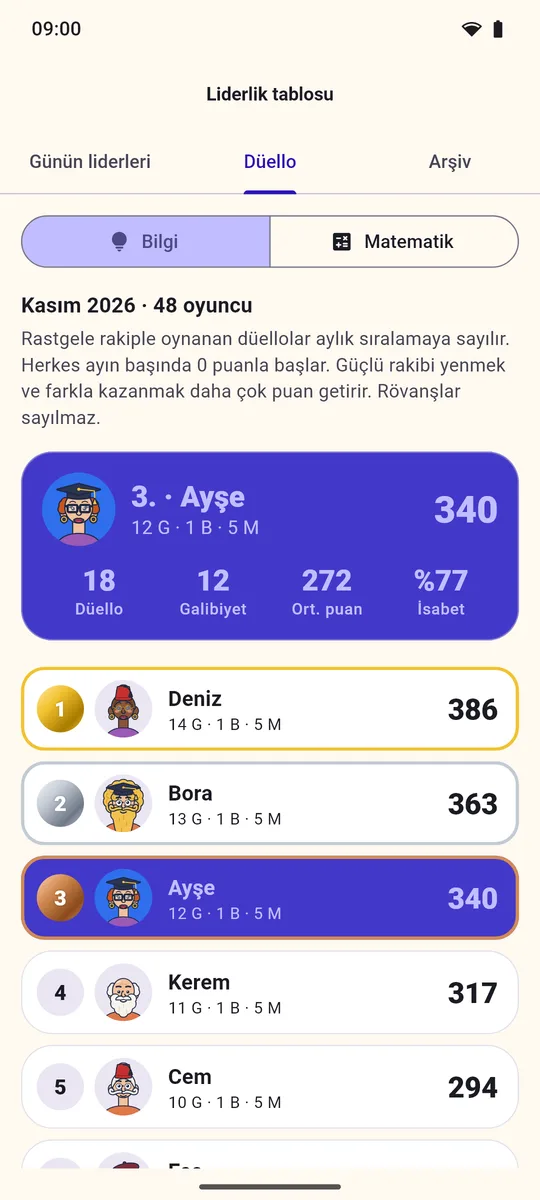 09:00
Liderlik tablosu
Günün liderleri
Düello
Arşiv
Bilgi
Matematik
Kasım 2026 · 48 oyuncu
Rastgele rakiple oynanan düellolar aylık sıralamaya sayılır.
Herkes ayın başında 0 puanla başlar. Güçlü rakibi yenmek
ve farkla kazanmak daha çok puan getirir. Rövanşlar
sayılmaz.
3. · Ayşe
12 G · 1 B · 5 M
340
18
Düello
12
Galibiyet
272
Ort. puan
%77
İsabet
1
Deniz
14 G · 1 B · 5 M
386
2
Bora
13 G · 1 B · 5 M
363
3
Ayşe
12 G · 1 B · 5 M
340
4
Kerem
11 G · 1 B · 5 M
317
5
Cem
10 G · 1 B · 5 M
294